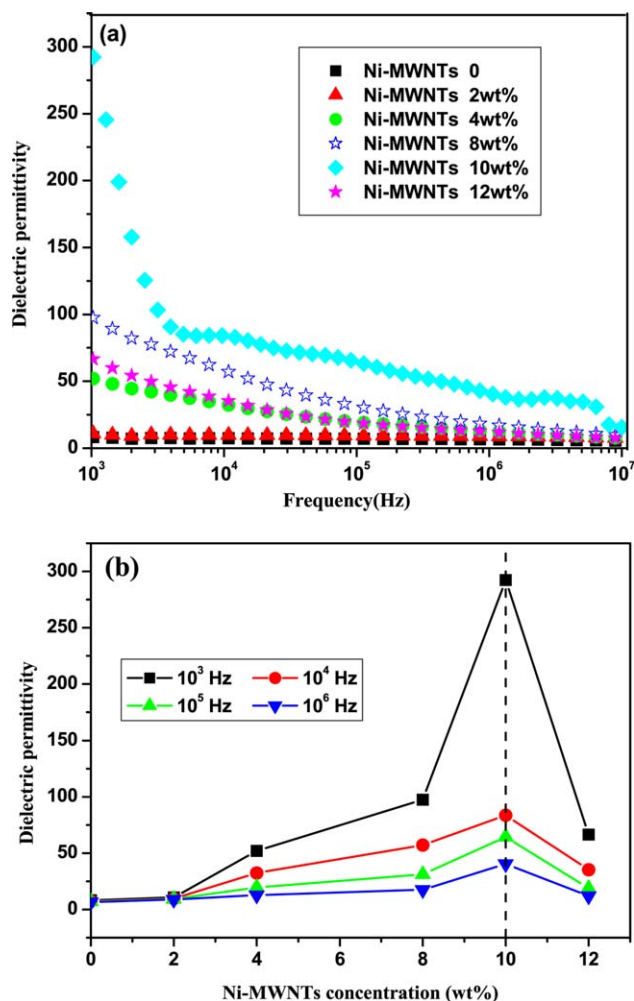 (a)
300
250
200
150
100
50
0
Dielectric permittivity
Ni-MWNTs 0
Ni-MWNTs 2wt%
Ni-MWNTs 4wt%
Ni-MWNTs 8wt%
Ni-MWNTs 10wt%
Ni-MWNTs 12wt%
10³ 10⁴ 10⁵ 10⁶ 10⁷
Frequency(Hz)
(b)
300
250
200
150
100
50
0
Dielectric permittivity
10³ Hz 10⁴ Hz
10⁵ Hz 10⁶ Hz
0 2 4 6 8 10 12
Ni-MWNTs concentration (wt%)